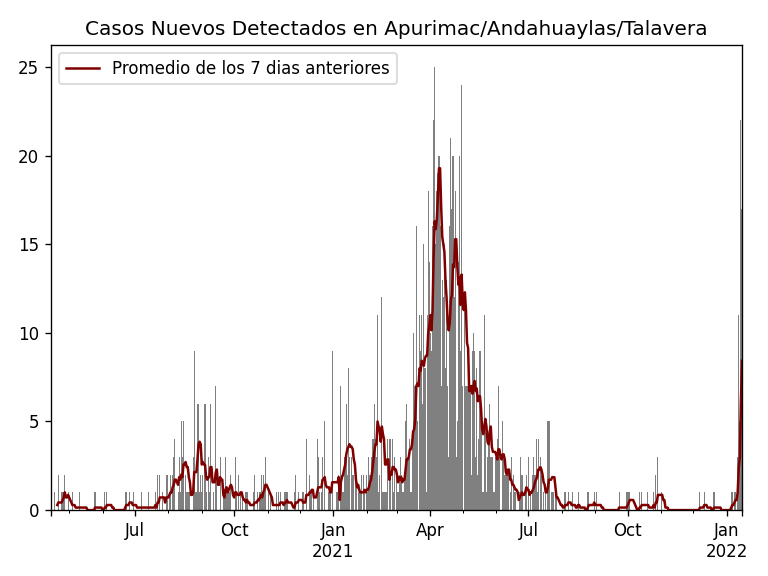 Casos Nuevos Detectados en Apurimac/Andahuaylas/Talavera
Promedio de los 7 dias anteriores
25
20
15
10
5
0
Jul Oct Jan Apr Jul Oct Jan
2021 2022